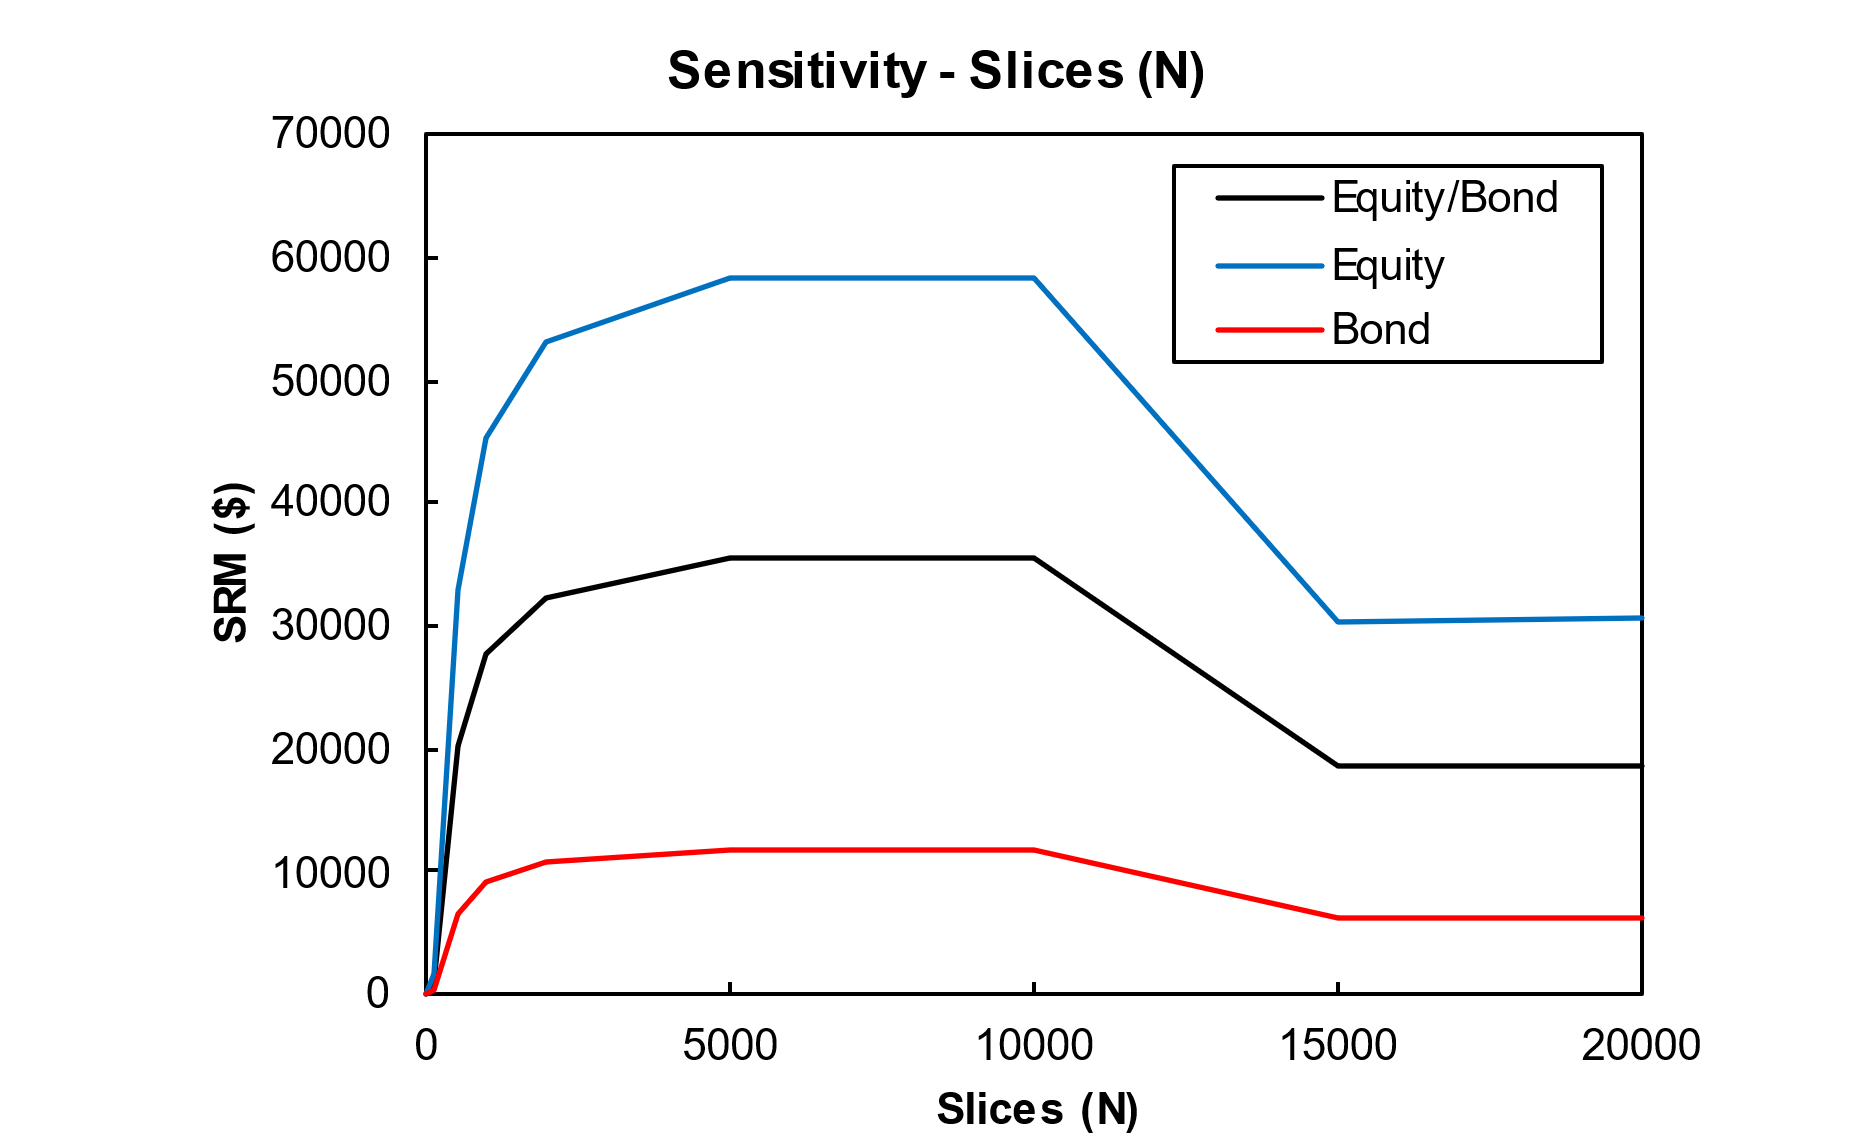 Sensitivity - Slices (N)
70000
60000
50000
40000
30000
20000
10000
0
SRM ($)
Equity/Bond
Equity
Bond
0 5000 10000 15000 20000
Slices (N)